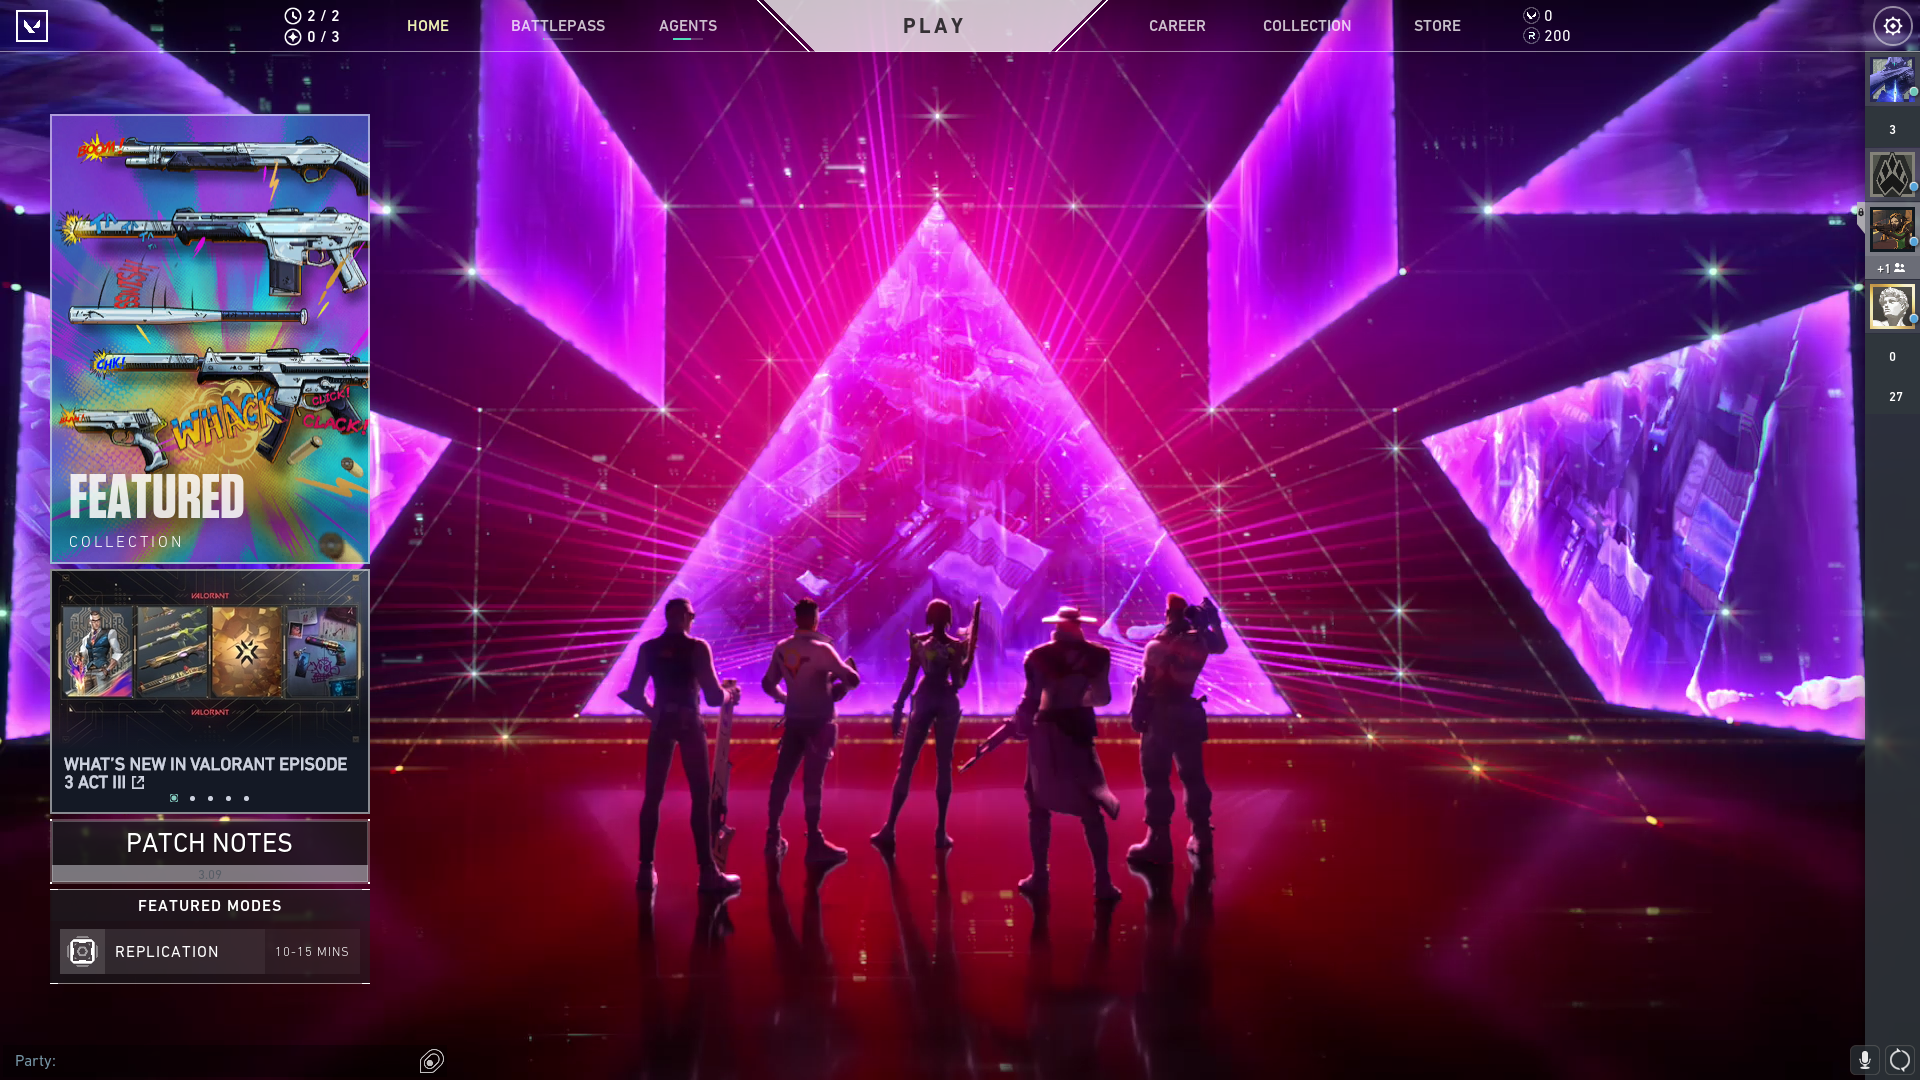 2 / 2
0 / 3
HOME
BATTLEPASS
AGENTS
PLAY
CAREER
COLLECTION
STORE
0
200
3
+1
0
27
BOOM!
CHK!
WHACK
CLICK!
CLACK!
FEATURED
COLLECTION
VALORANT
VALORANT
WHAT'S NEW IN VALORANT EPISODE
3 ACT III
PATCH NOTES
3.09
FEATURED MODES
REPLICATION
10-15 MINS
Party: